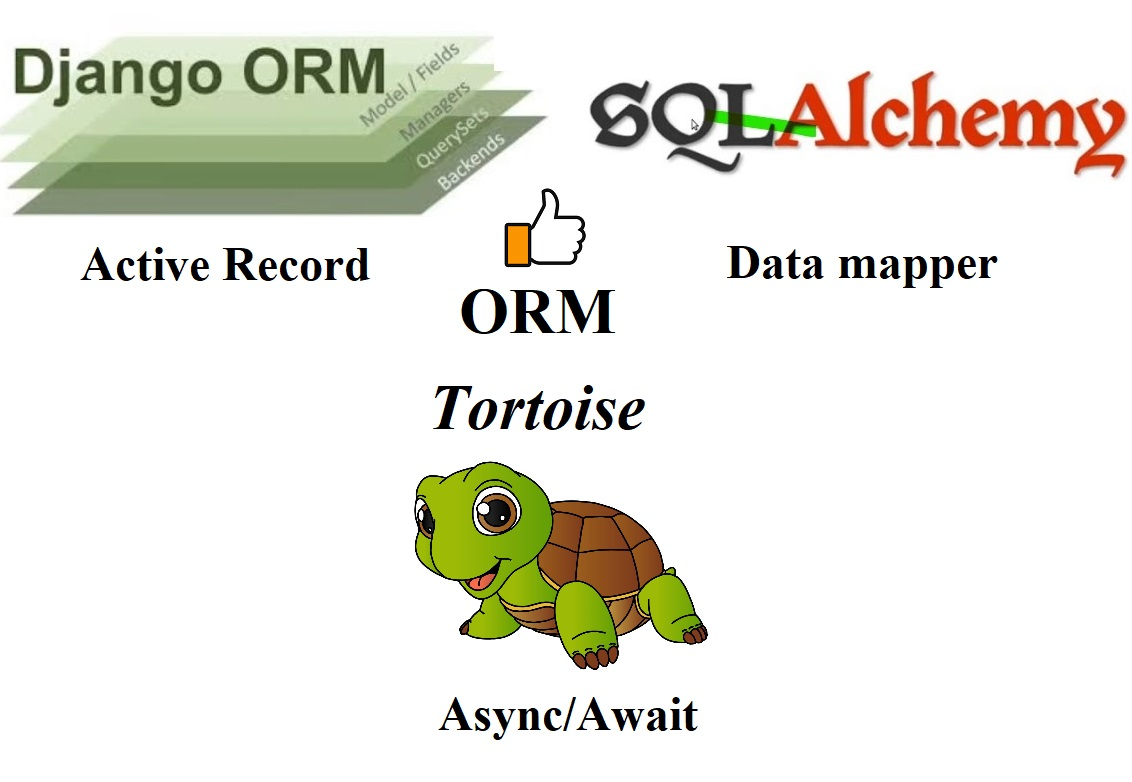 Django ORM
Model / Fields
Managers
QuerySets
Backends
SQLAlchemy
Active Record
Data mapper
ORM
Tortoise
Async/Await